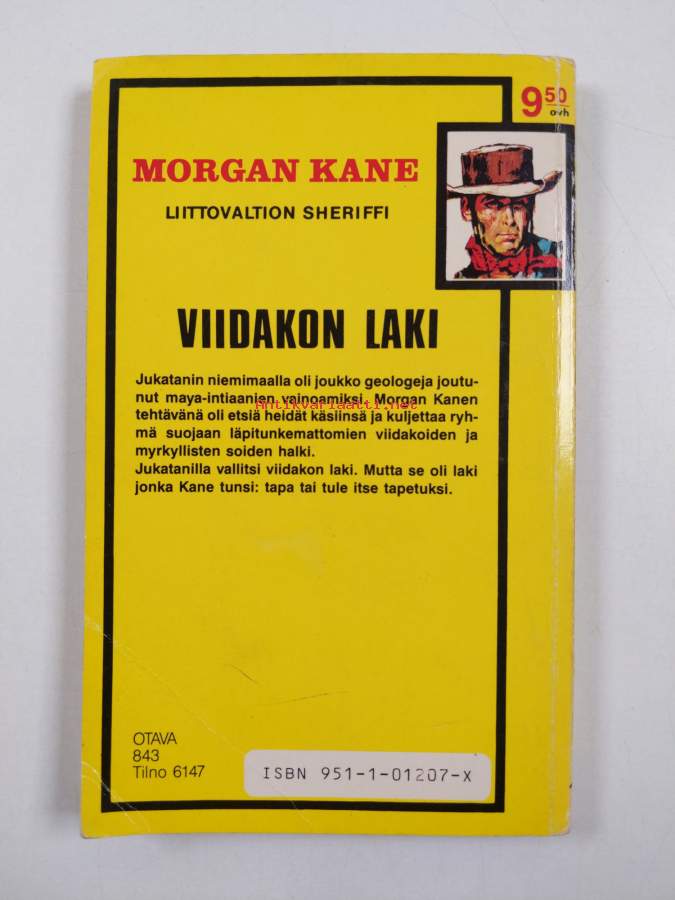 9 50
ovh
MORGAN KANE
LIITTOVALTION SHERIFFI
VIIDAKON LAKI
Jukatanin niemimaalla oli joukko geologeja joutu-
nut maya-intiaanien vainoamiksi. Morgan Kanen
Antikvariaatti.net
tehtävänä oli etsiä heidät käsiinsä ja kuljettaa ryh-
mä suojaan läpitunkemattomien viidakoiden ja
myrkyllisten soiden halki.
Jukatanilla vallitsi viidakon laki. Mutta se oli laki
jonka Kane tunsi: tapa tai tule itse tapetuksi.
OTAVA
843
Tilno 6147
ISBN 951-1-01207-X